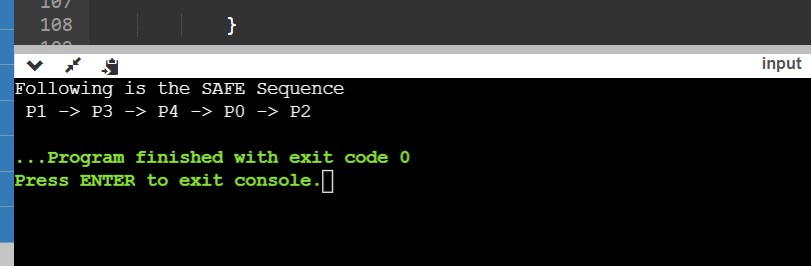 107
108 }
109
input
Following is the SAFE Sequence
P1 -> P3 -> P4 -> P0 -> P2
...Program finished with exit code 0
Press ENTER to exit console.